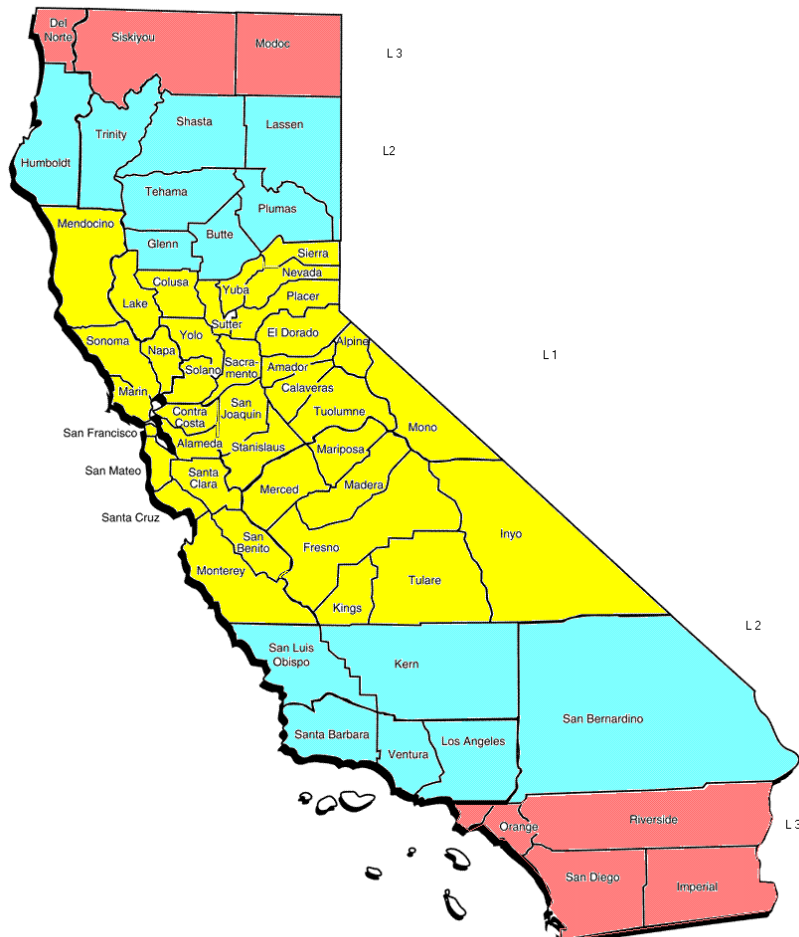 Del
Norte
Siskiyou
Modoc
L 3
Trinity
Shasta
Lassen
L2
Humboldt
Tehama
Plumas
Mendocino
Glenn
Butte
Sierra
Nevada
Colusa
Yuba
Placer
Lake
Sutter
El Dorado
Yolo
Sonoma
Alpine
Napa
L 1
Solano
Sacra-
mento
Amador
Calaveras
Marin
San
Joaquin
Contra
Costa
Tuolumne
Mono
San Francisco
Alameda
Stanislaus
Mariposa
San Mateo
Santa
Clara
Merced
Madera
Santa Cruz
San
Benito
Fresno
Inyo
Monterey
Tulare
Kings
L 2
San Luis
Obispo
Kern
San Bernardino
Santa Barbara
Ventura
Los Angeles
Orange
Riverside
L 3
San Diego
Imperial